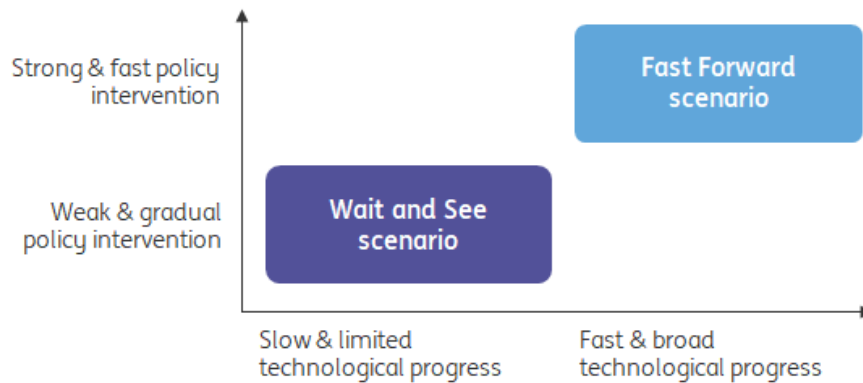 Strong & fast policy
intervention
Fast Forward
scenario
Weak & gradual
policy intervention
Wait and See
scenario
Slow & limited
technological progress
Fast & broad
technological progress